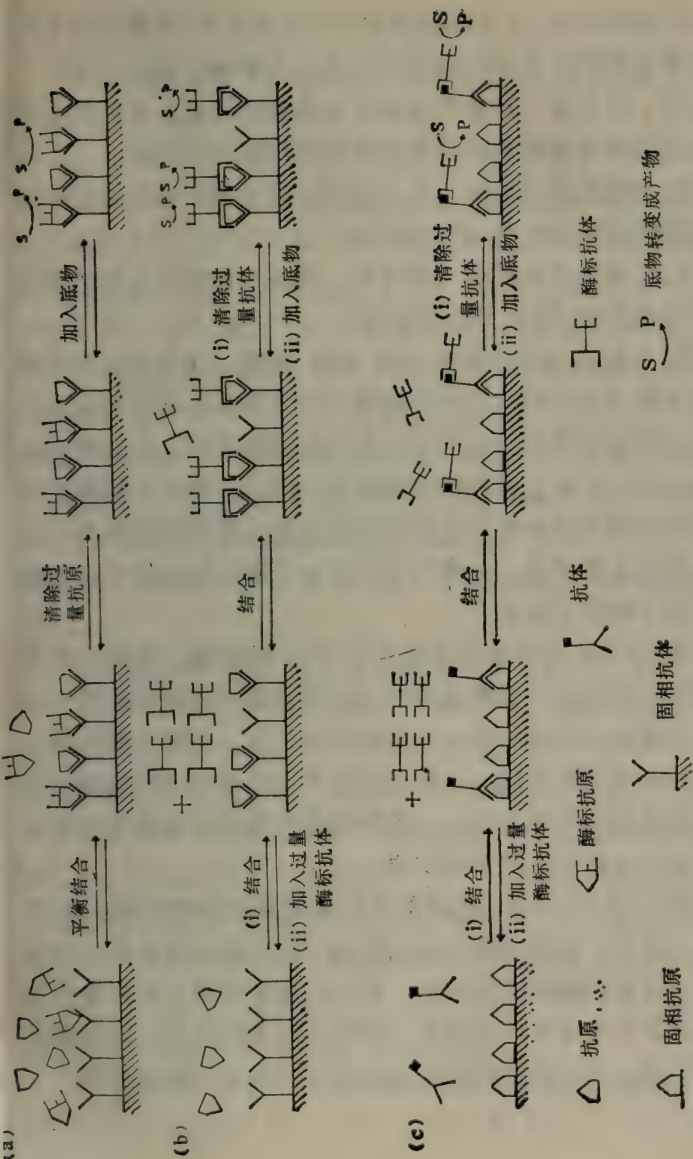 (a)
平衡结合
清除过
量抗原
加入底物
S P
S P
(b)
(i) 结合
(ii) 加入过量
酶标抗体
+
E E
E E
结合
E E E E
(i) 清除过
量抗体
(ii) 加入底物
S P S P S P
E E E
(c)
(i) 结合
(ii) 加入过量
酶标抗体
+
E E
E E
结合
E E
E E
(i) 清除过
量抗体
(ii) 加入底物
E S P
E S P
抗原
酶标抗原
抗体
E 酶标抗体
固相抗原
固相抗体
S P 底物转变成产物